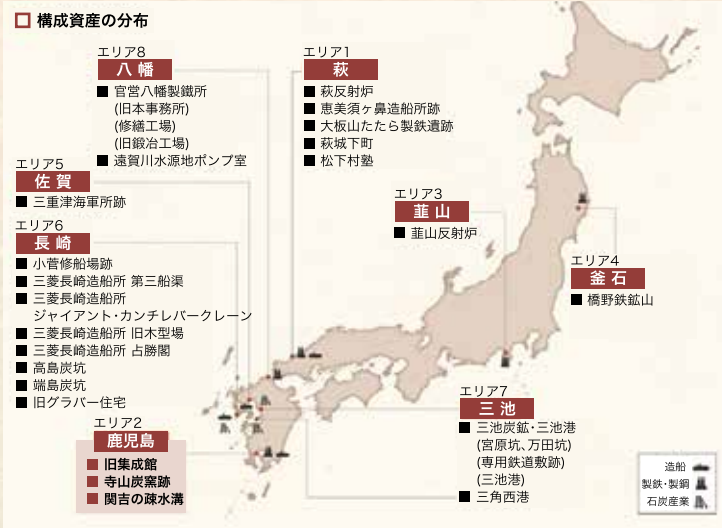 構成資産の分布
エリア8
八幡
■ 官営八幡製鐵所
(旧本事務所)
(修繕工場)
(旧鍛冶工場)
■ 遠賀川水源地ポンプ室
エリア1
萩
■ 萩反射炉
■ 恵美須ヶ鼻造船所跡
■ 大板山たたら製鉄遺跡
■ 萩城下町
■ 松下村塾
エリア5
佐賀
■ 三重津海軍所跡
エリア6
長崎
■ 小菅修船場跡
■ 三菱長崎造船所 第三船渠
■ 三菱長崎造船所
ジャイアント・カンチレバークレーン
■ 三菱長崎造船所 旧木型場
■ 三菱長崎造船所 占勝閣
■ 高島炭坑
■ 端島炭坑
■ 旧グラバー住宅
エリア2
鹿児島
■ 旧集成館
■ 寺山炭窯跡
■ 関吉の疎水溝
エリア3
韮山
■ 韮山反射炉
エリア4
釜石
■ 橋野鉄鉱山
エリア7
三池
■ 三池炭鉱・三池港
(宮原坑、万田坑)
(専用鉄道敷跡)
(三池港)
■ 三角西港
造船
製鉄・製鋼
石炭産業